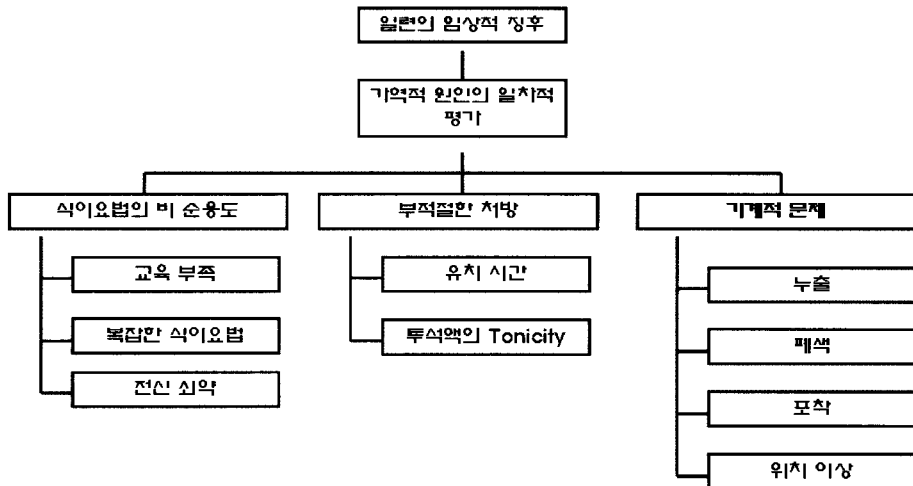 일련의 임상적 징후
가역적 원인의 일차적
평가
식이요법의 비 순용도
부적절한 처방
기계적 문제
교육 부족
복잡한 식이요법
전신 쇠약
유치 시간
투석액의 Tonicity
누출
폐색
포착
위치 이상